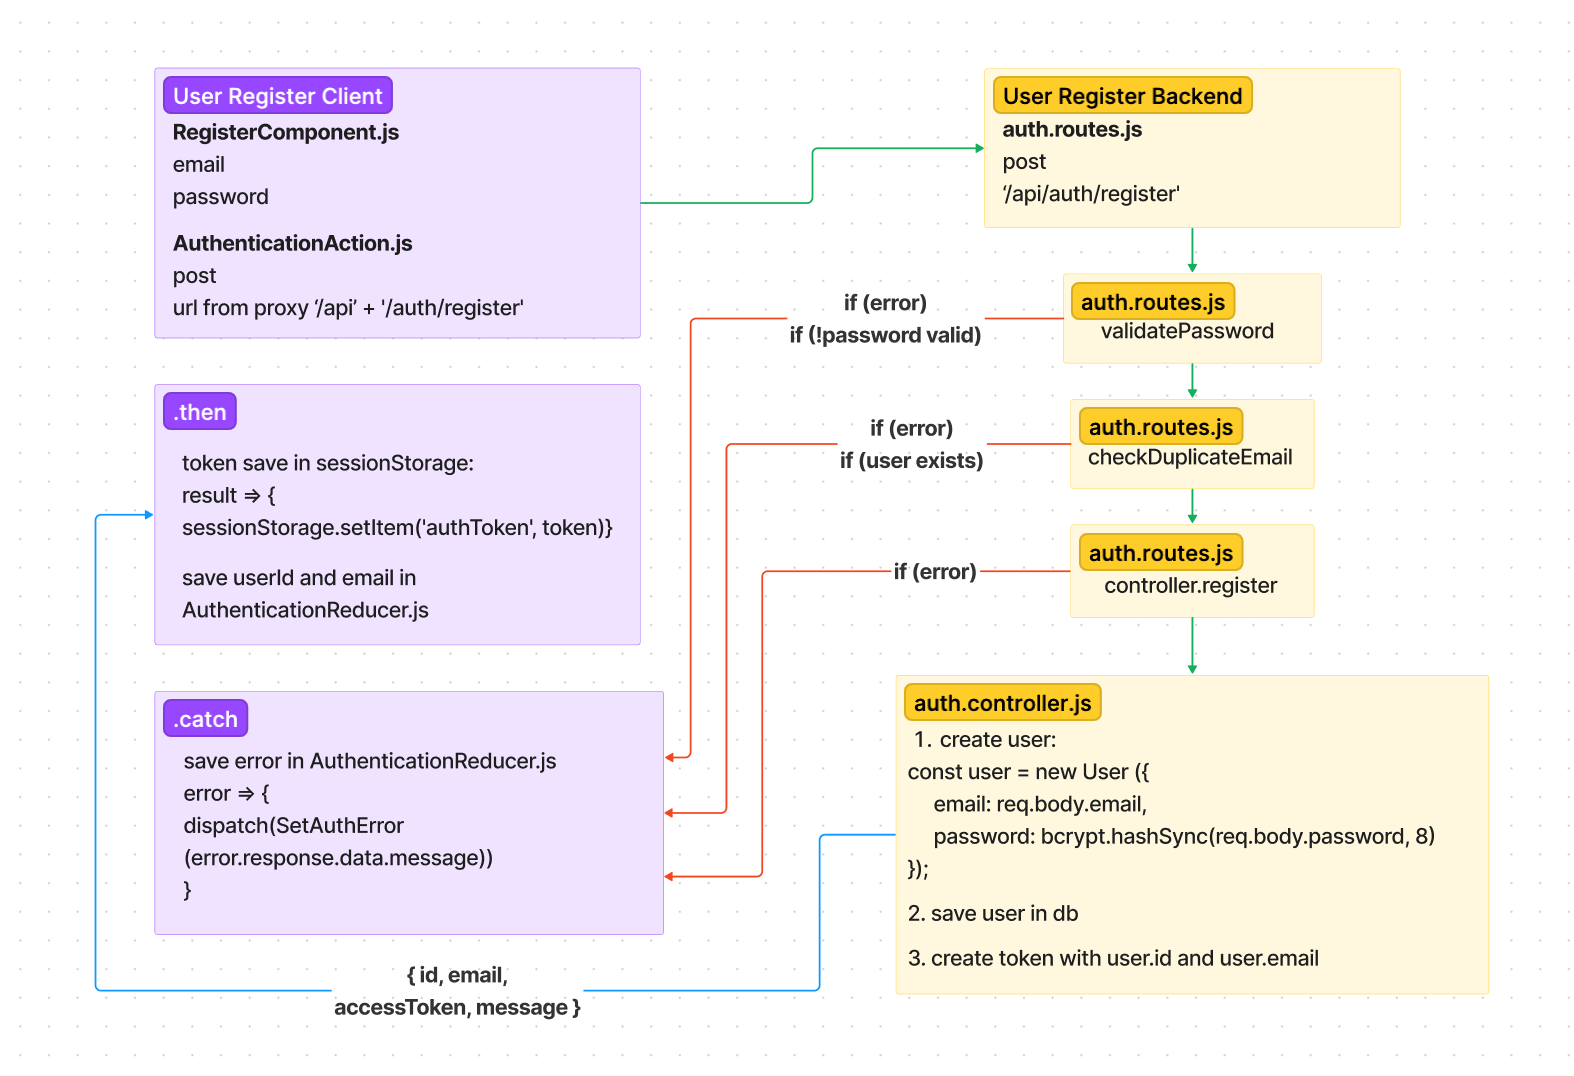 User Register Client
RegisterComponent.js
email
password
AuthenticationAction.js
post
url from proxy ‘/api’ + '/auth/register'
User Register Backend
auth.routes.js
post
‘/api/auth/register'
if (error)
if (!password valid)
auth.routes.js
validatePassword
.then
token save in sessionStorage:
result => {
sessionStorage.setItem('authToken', token)}
save userId and email in
AuthenticationReducer.js
if (error)
if (user exists)
auth.routes.js
checkDuplicateEmail
if (error)
auth.routes.js
controller.register
.catch
save error in AuthenticationReducer.js
error => {
dispatch(SetAuthError
(error.response.data.message))
}
auth.controller.js
1. create user:
const user = new User ({
email: req.body.email,
password: bcrypt.hashSync(req.body.password, 8)
});
2. save user in db
3. create token with user.id and user.email
{ id, email,
accessToken, message }